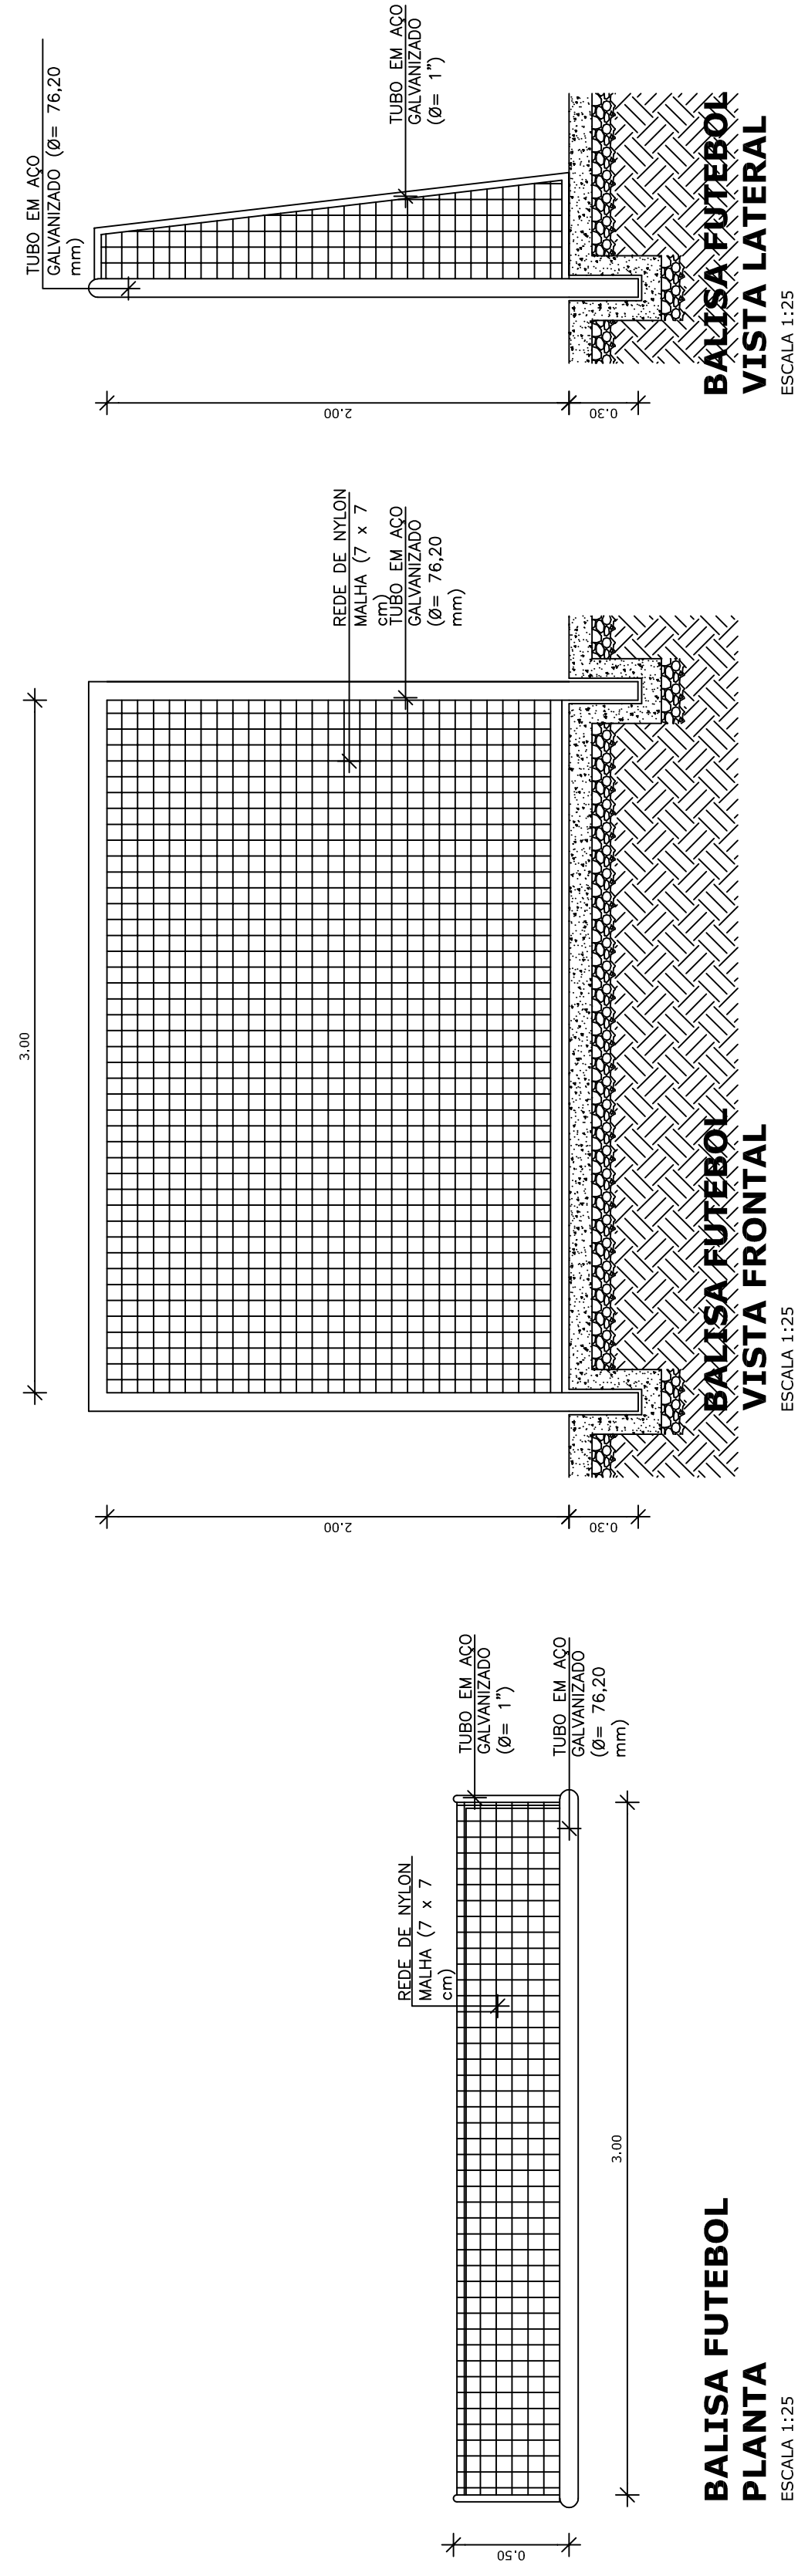 TUBO EM AÇO
GALVANIZADO
(Ø= 1")
TUBO EM AÇO
GALVANIZADO
(Ø= 76,20
mm)
REDE DE NYLON
MALHA (7 x 7
cm)
3.00
0.50
BALISA FUTEBOL
PLANTA
ESCALA 1:25
3.00
REDE DE NYLON
MALHA (7 x 7
cm)
TUBO EM AÇO
GALVANIZADO
(Ø= 76,20
mm)
2.00
0.30
BALISA FUTEBOL
VISTA FRONTAL
ESCALA 1:25
TUBO EM AÇO
GALVANIZADO (Ø= 76,20
mm)
TUBO EM AÇO
GALVANIZADO
(Ø= 1")
2.00
0.30
BALISA FUTEBOL
VISTA LATERAL
ESCALA 1:25